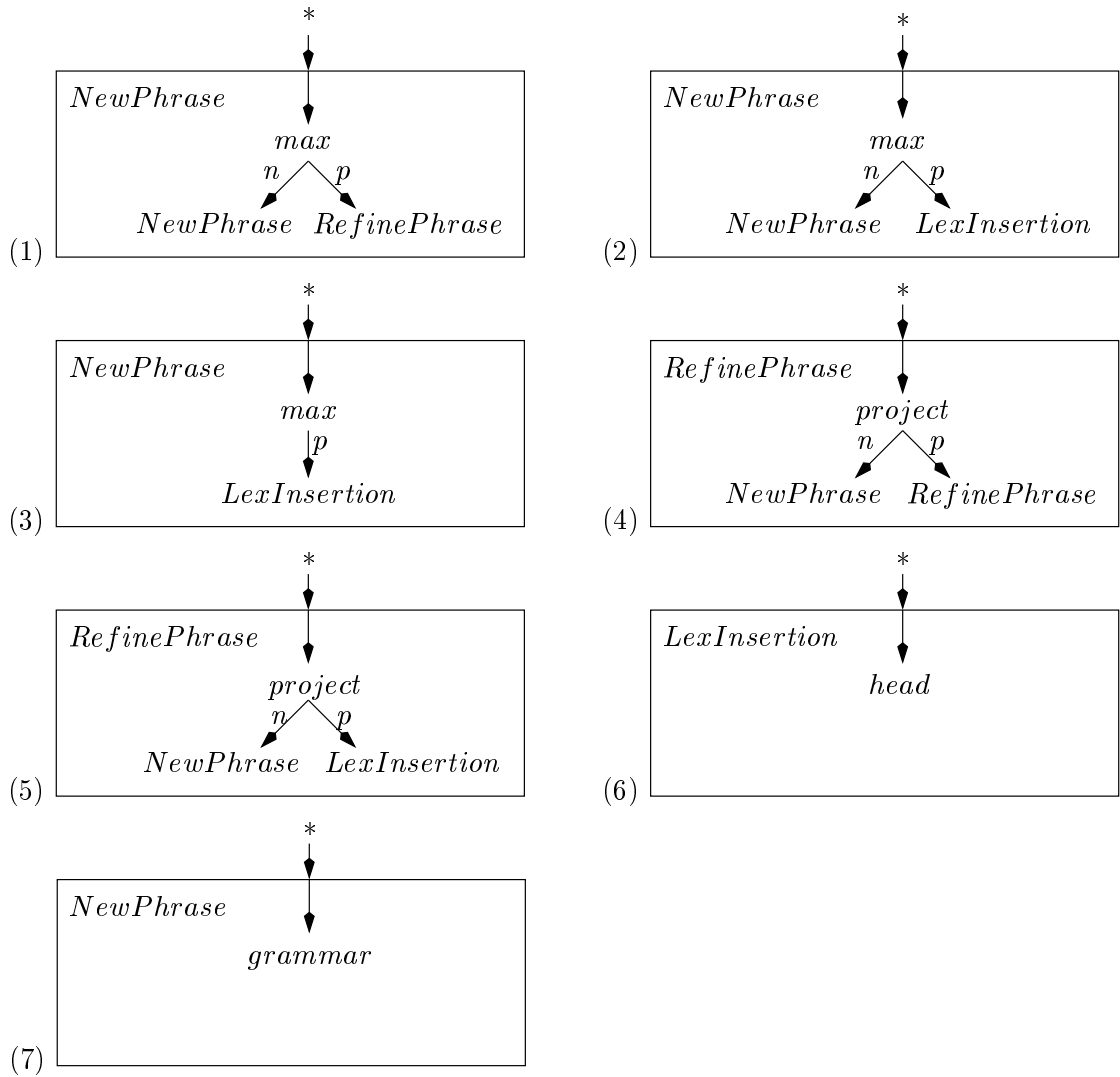 *
NewPhrase
max
n p
NewPhrase RefinePhrase
(1)
*
NewPhrase
max
n p
NewPhrase LexInsertion
(2)
*
NewPhrase
max
p
LexInsertion
(3)
*
RefinePhrase
project
n p
NewPhrase RefinePhrase
(4)
*
RefinePhrase
project
n p
NewPhrase LexInsertion
(5)
*
LexInsertion
head
(6)
*
NewPhrase
grammar
(7)